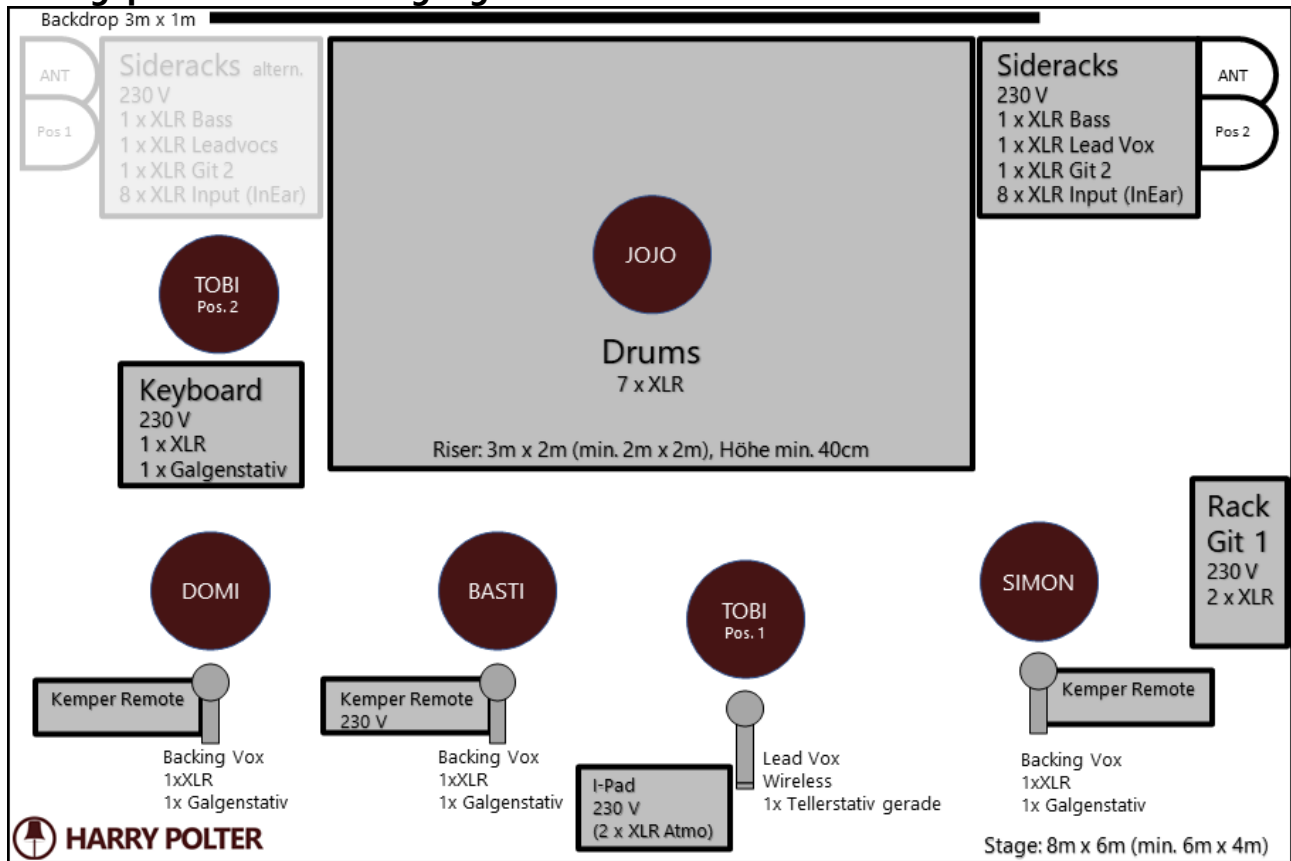 Backdrop 3m x 1m
ANT
Pos 1
Sideracks altern.
230 V
1 x XLR Bass
1 x XLR Leadvocs
1 x XLR Git 2
8 x XLR Input (InEar)
Sideracks
230 V
1 x XLR Bass
1 x XLR Lead Vox
1 x XLR Git 2
8 x XLR Input (InEar)
ANT
Pos 2
JOJO
Drums
7 x XLR
Riser: 3m x 2m (min. 2m x 2m), Höhe min. 40cm
TOBI
Pos. 2
Keyboard
230 V
1 x XLR
1 x Galgenstativ
Rack
Git 1
230 V
2 x XLR
DOMI
BASTI
TOBI
Pos. 1
SIMON
Kemper Remote
Backing Vox
1xXLR
1x Galgenstativ
Kemper Remote
230 V
Backing Vox
1xXLR
1x Galgenstativ
I-Pad
230 V
(2 x XLR Atmo)
Lead Vox
Wireless
1x Tellerstativ gerade
Kemper Remote
Backing Vox
1xXLR
1x Galgenstativ
HARRY POLTER
Stage: 8m x 6m (min. 6m x 4m)